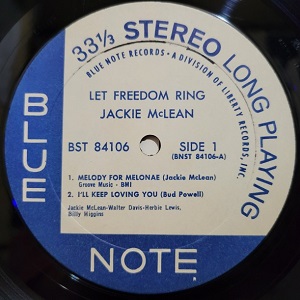 33 1/3 STEREO LONG PLAYING
BLUE NOTE RECORDS • A DIVISION OF LIBERTY RECORDS, INC.
LET FREEDOM RING
JACKIE McLEAN
BST 84106 SIDE 1
(BNST 84106-A)
1. MELODY FOR MELONAE (Jackie McLean)
Groove Music - BMI
2. I'LL KEEP LOVING YOU (Bud Powell)
Jackie McLean-Walter Davis-Herbie Lewis,
Billy Higgins
BLUE
NOTE